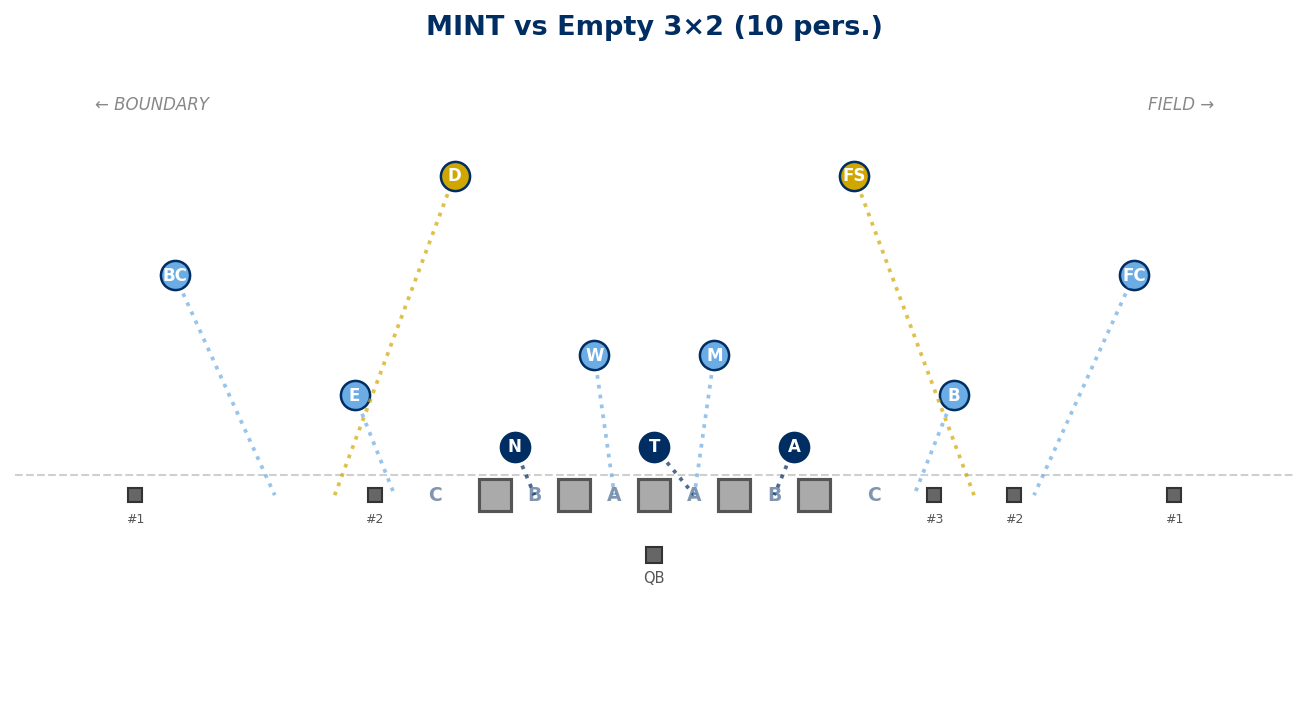 MINT vs Empty 3×2 (10 pers.)
← BOUNDARY
FIELD →
D
FS
BC
FC
W
M
E
B
N
T
A
C
B
A
A
B
C
#1
#2
#3
#2
#1
QB